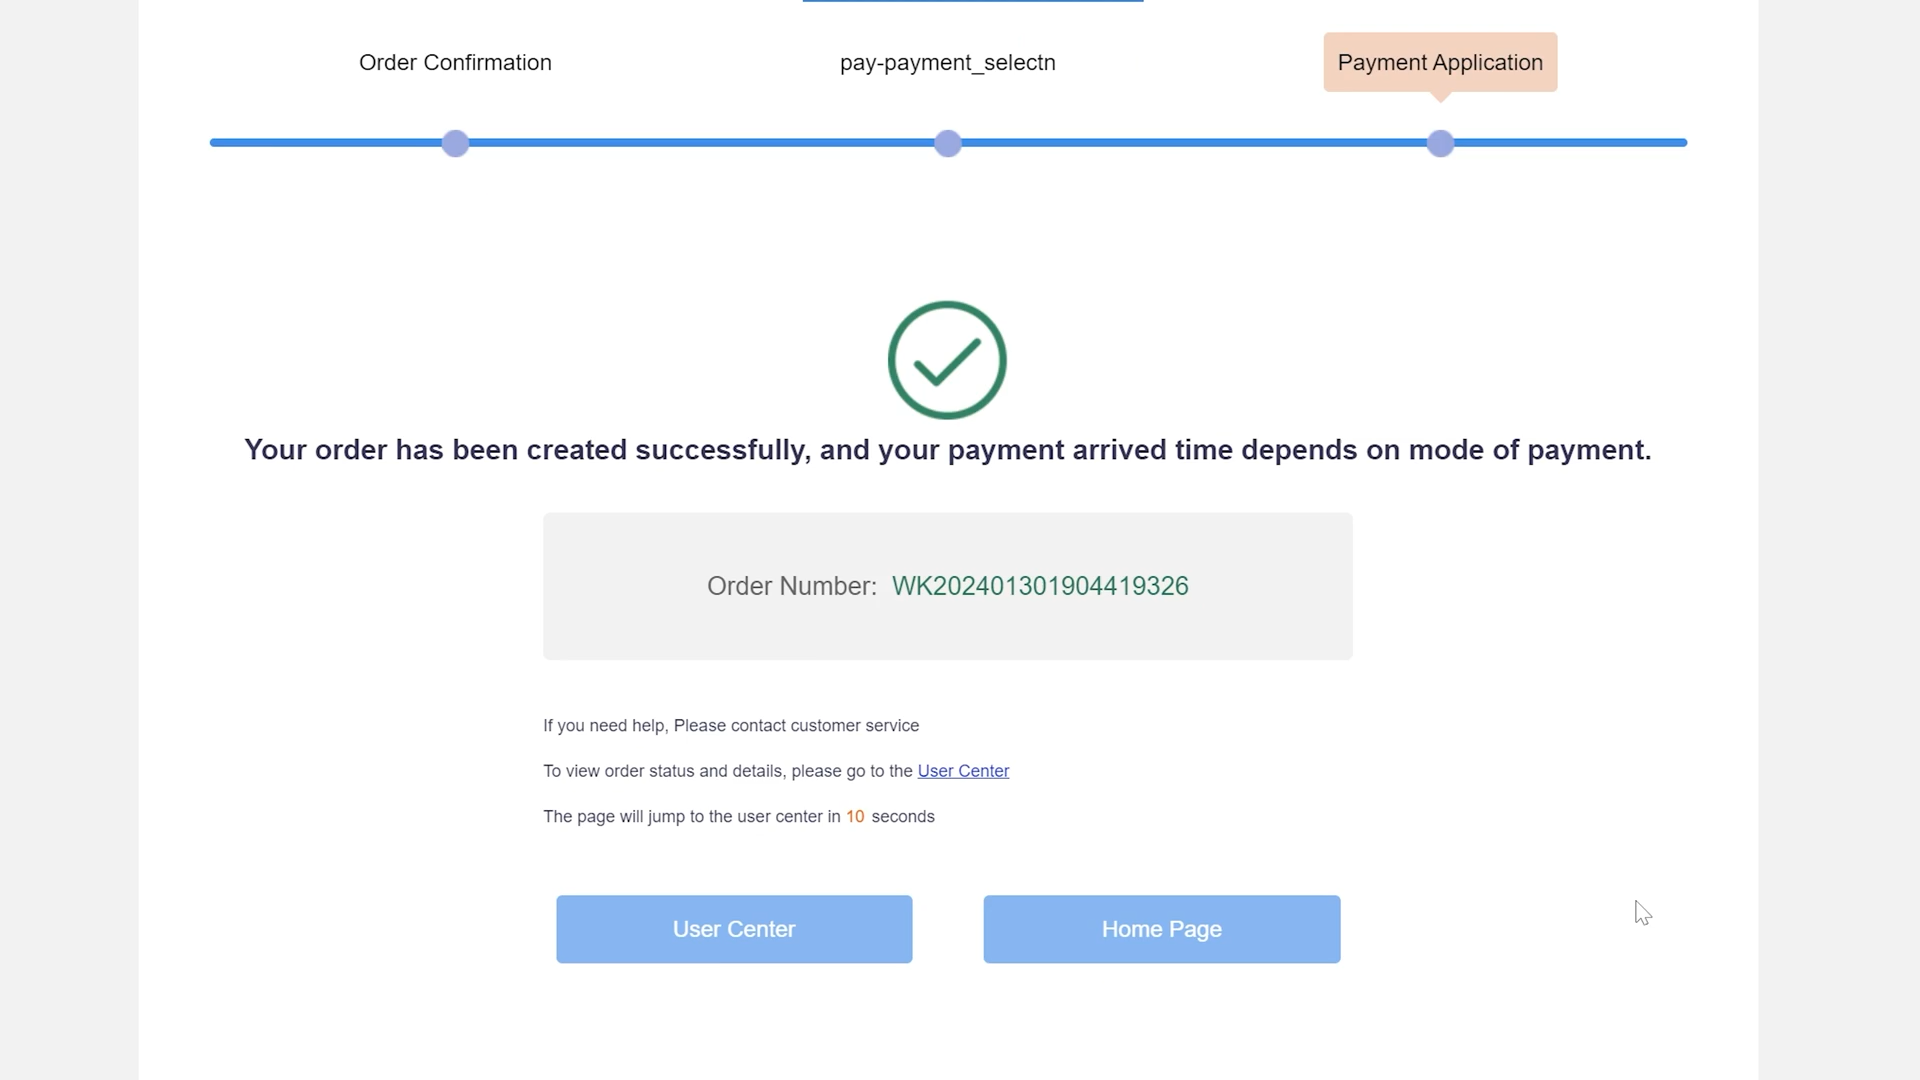 Order Confirmation
pay-payment_selectn
Payment Application
Your order has been created successfully, and your payment arrived time depends on mode of payment.
Order Number: WK202401301904419326
If you need help, Please contact customer service
To view order status and details, please go to the User Center
The page will jump to the user center in 10 seconds
User Center
Home Page